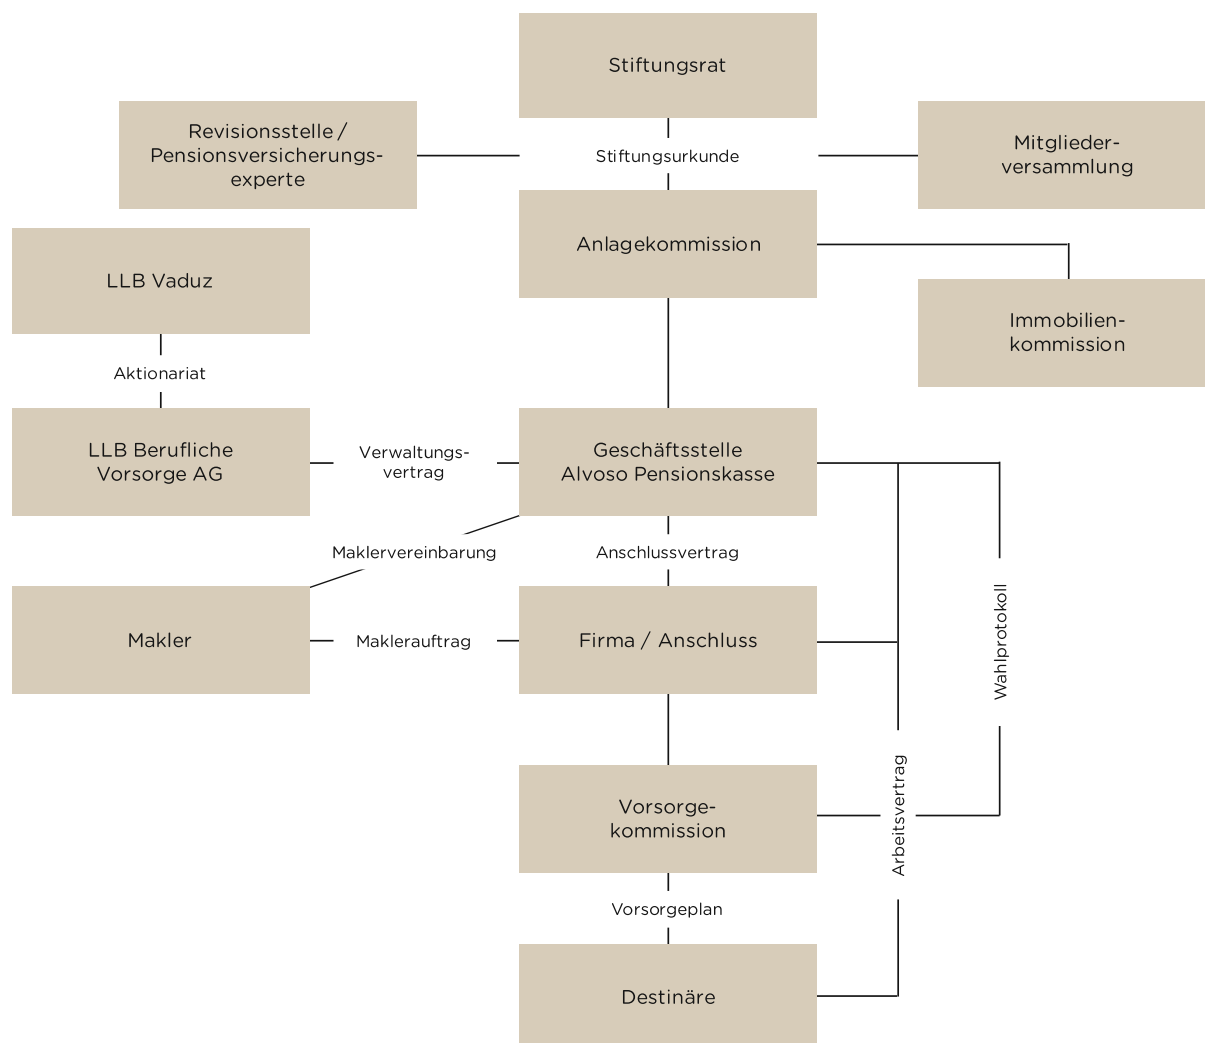 Stiftungsrat
Revisionsstelle /
Pensionsversicherungs-
experte
Stiftungsurkunde
Mitglieder-
versammlung
Anlagekommission
LLB Vaduz
Immobilien-
kommission
Aktionariat
LLB Berufliche
Vorsorge AG
Verwaltungs-
vertrag
Geschäftsstelle
Alvoso Pensionskasse
Maklervereinbarung
Anschlussvertrag
Makler
Maklerauftrag
Firma / Anschluss
Wahlprotokoll
Vorsorge-
kommission
Arbeitsvertrag
Vorsorgeplan
Destinäre